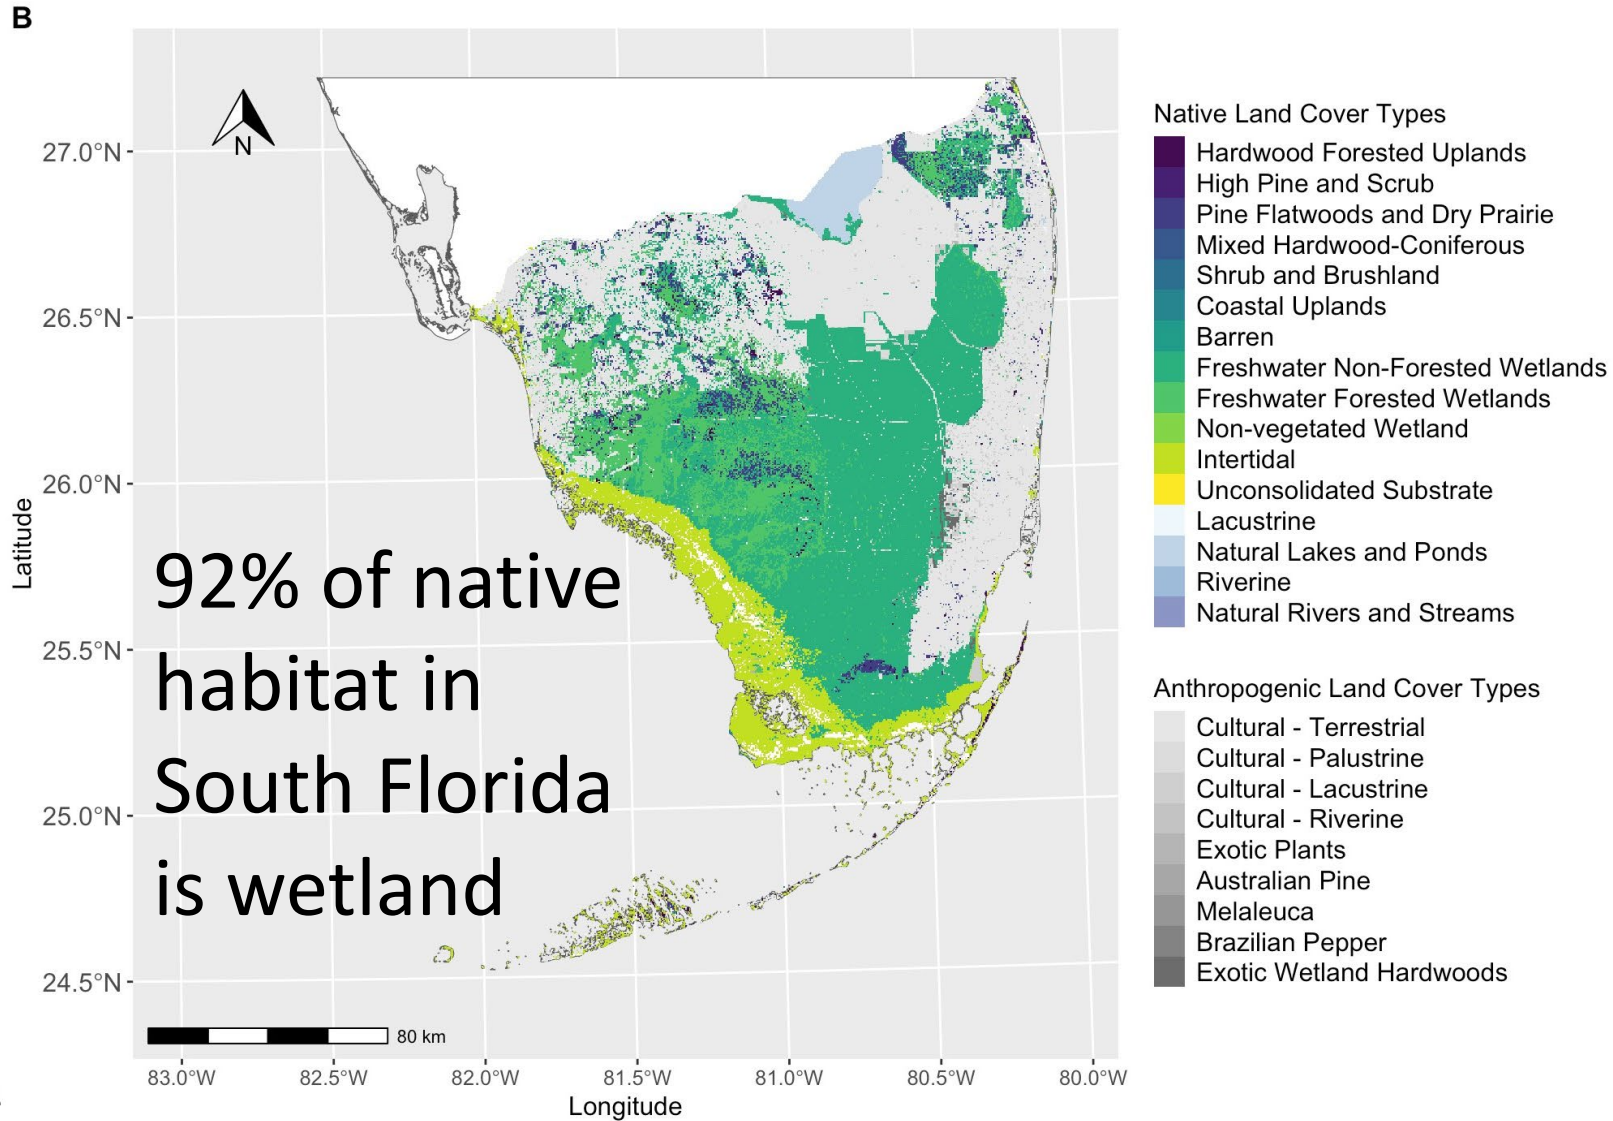 B
N
27.0°N
26.5°N
26.0°N
25.5°N
25.0°N
24.5°N
Latitude
92% of native
habitat in
South Florida
is wetland
80 km
83.0°W
82.5°W
82.0°W
81.5°W
81.0°W
80.5°W
80.0°W
Longitude
Native Land Cover Types
Hardwood Forested Uplands
High Pine and Scrub
Pine Flatwoods and Dry Prairie
Mixed Hardwood-Coniferous
Shrub and Brushland
Coastal Uplands
Barren
Freshwater Non-Forested Wetlands
Freshwater Forested Wetlands
Non-vegetated Wetland
Intertidal
Unconsolidated Substrate
Lacustrine
Natural Lakes and Ponds
Riverine
Natural Rivers and Streams
Anthropogenic Land Cover Types
Cultural - Terrestrial
Cultural - Palustrine
Cultural - Lacustrine
Cultural - Riverine
Exotic Plants
Australian Pine
Melaleuca
Brazilian Pepper
Exotic Wetland Hardwoods